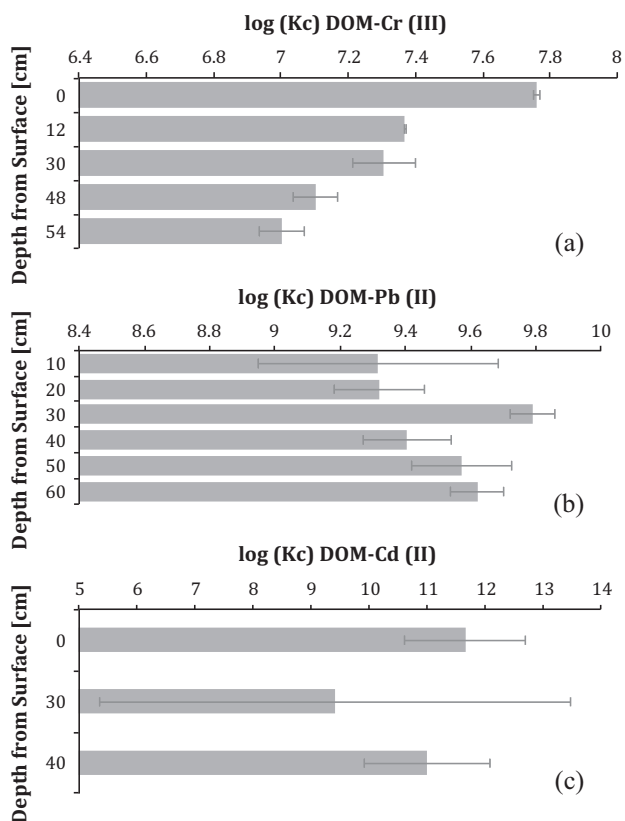 log (Kc) DOM-Cr (III)
6.4 6.6 6.8 7 7.2 7.4 7.6 7.8 8
Depth from Surface [cm]
0
12
30
48
54
(a)
log (Kc) DOM-Pb (II)
8.4 8.6 8.8 9 9.2 9.4 9.6 9.8 10
Depth from Surface [cm]
10
20
30
40
50
60
(b)
log (Kc) DOM-Cd (II)
5 6 7 8 9 10 11 12 13 14
Depth from Surface [cm]
0
30
40
(c)